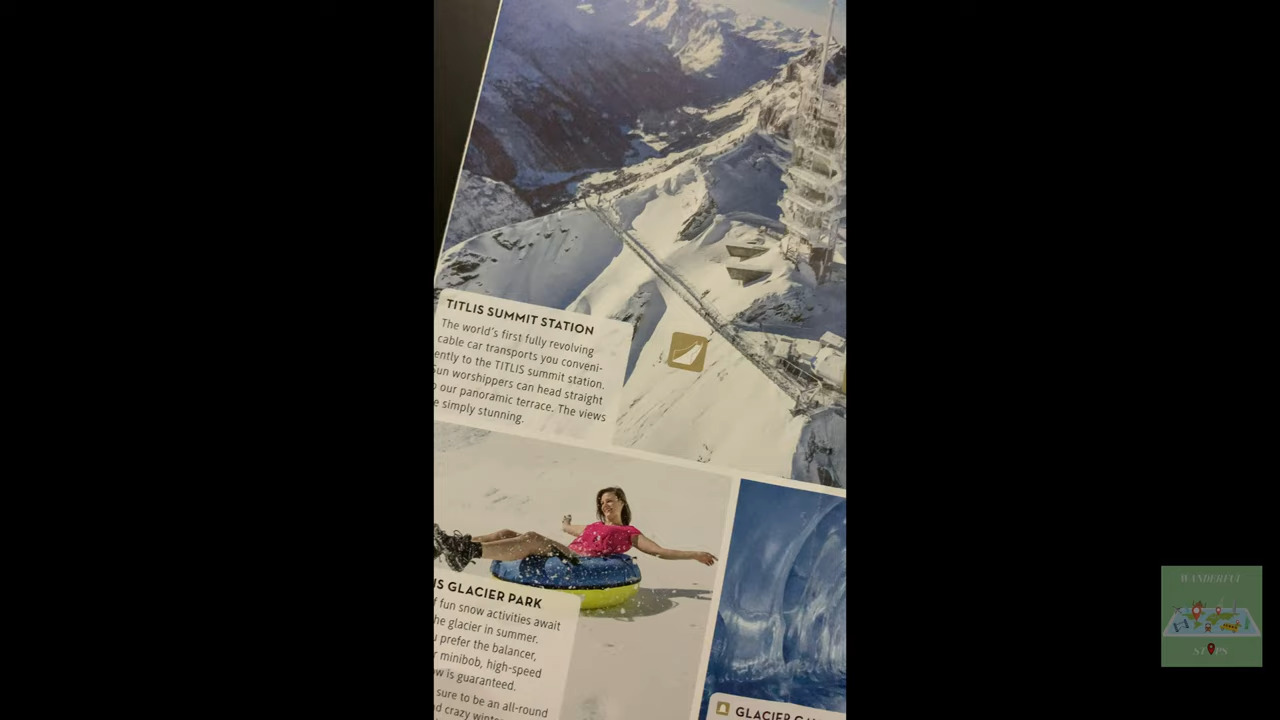 TITLIS SUMMIT STATION
The world's first fully revolving
cable car transports you conveni-
ently to the TITLIS summit station.
Sun worshippers can head straight
our panoramic terrace. The views
simply stunning.
GLACIER PARK
fun snow activities await
he glacier in summer.
prefer the balancer,
minibob, high-speed
is guaranteed.
sure to be an all-round
crazy
GLACIER
WANDERFUL
STOPS